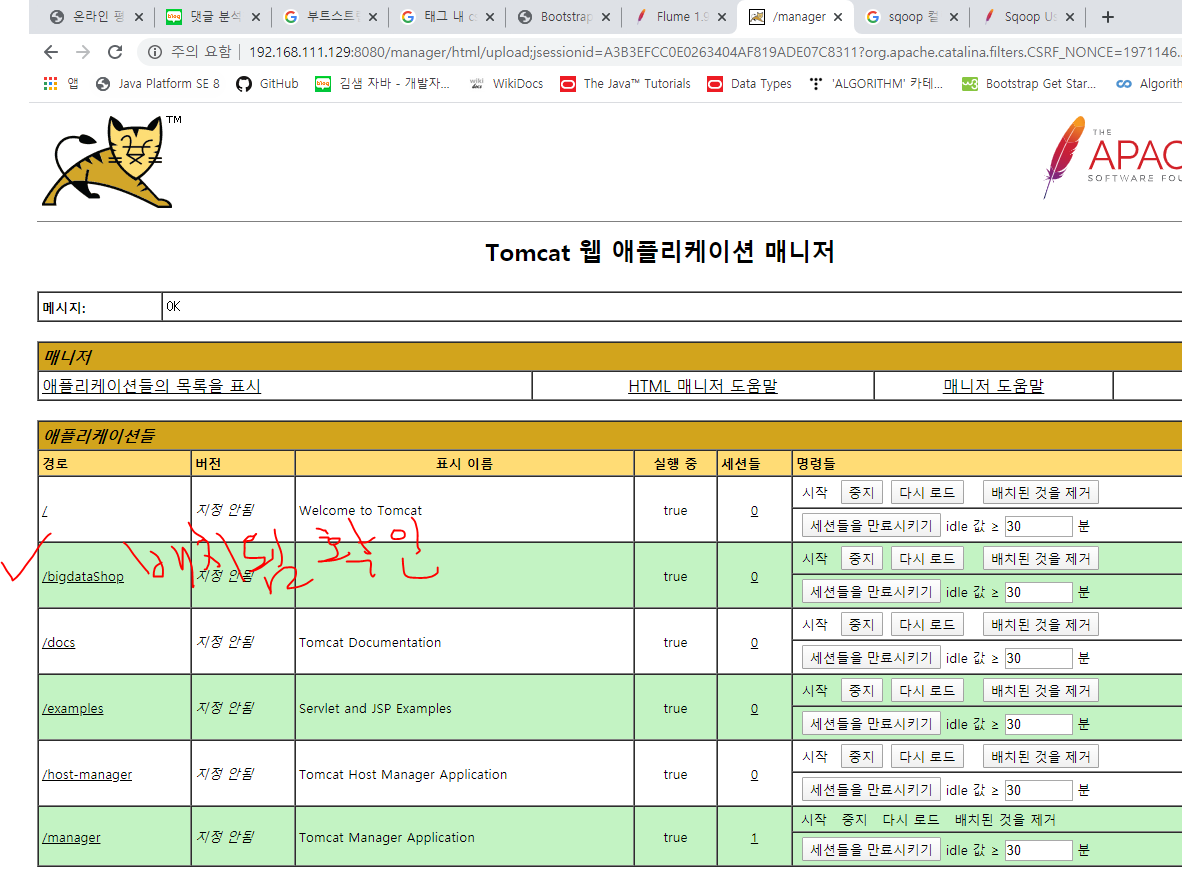 온라인 평
댓글 분석
부트스트랩
태그 내 c
Bootstrap
Flume 1.9
/manager
sqoop 컬
Sqoop Us
주의 요함 192.168.111.129:8080/manager/html/upload;jsessionid=A3B3EFCC0E0263404AF819ADE07C8311?org.apache.catalina.filters.CSRF_NONCE=1971146...
앱 Java Platform SE 8 GitHub blog 김샘 자바 - 개발자... wiki WikiDocs The Java™ Tutorials Data Types 'ALGORITHM' 카테... w3 Bootstrap Get Star... Algorith
TM
THE
APAC
SOFTWARE FOU
Tomcat 웹 애플리케이션 매니저
메시지: OK
매니저
애플리케이션들의 목록을 표시 HTML 매니저 도움말 매니저 도움말
애플리케이션들
경로 버전 표시 이름 실행 중 세션들 명령들
/ 지정 안됨 Welcome to Tomcat true 0 시작 중지 다시 로드 배치된 것을 제거
세션들을 만료시키기 idle 값 ≥ 30 분
배치됨 확인
/bigdataShop 지정 안됨 true 0 시작 중지 다시 로드 배치된 것을 제거
세션들을 만료시키기 idle 값 ≥ 30 분
/docs 지정 안됨 Tomcat Documentation true 0 시작 중지 다시 로드 배치된 것을 제거
세션들을 만료시키기 idle 값 ≥ 30 분
/examples 지정 안됨 Servlet and JSP Examples true 0 시작 중지 다시 로드 배치된 것을 제거
세션들을 만료시키기 idle 값 ≥ 30 분
/host-manager 지정 안됨 Tomcat Host Manager Application true 0 시작 중지 다시 로드 배치된 것을 제거
세션들을 만료시키기 idle 값 ≥ 30 분
/manager 지정 안됨 Tomcat Manager Application true 1 시작 중지 다시 로드 배치된 것을 제거
세션들을 만료시키기 idle 값 ≥ 30 분